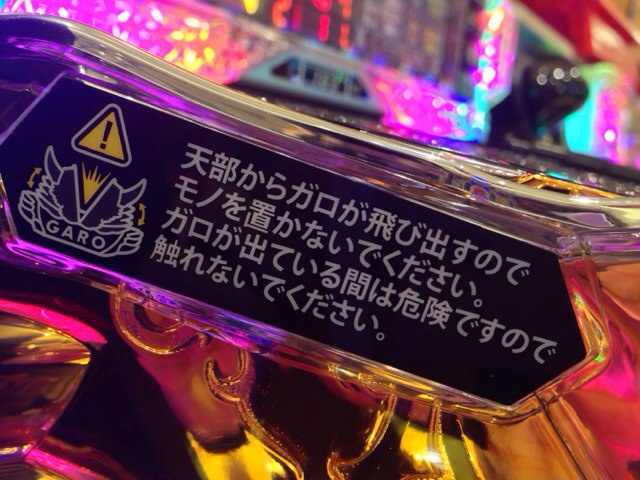 天部からガロが飛び出すので
モノを置かないでください。
ガロが出ている間は危険ですので
触れないでください。
GARO